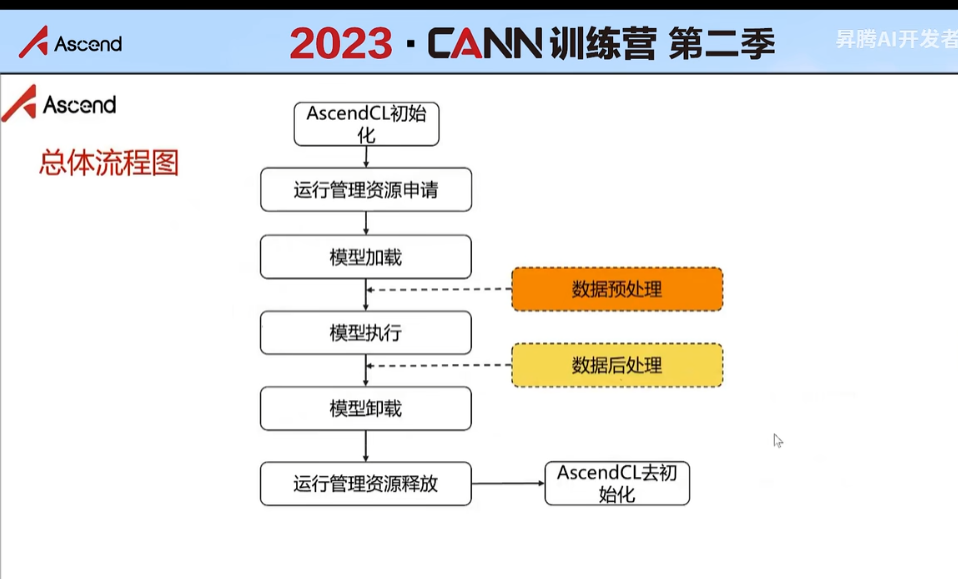 Ascend
2023·CANN训练营 第二季
昇腾AI开发者
Ascend
总体流程图
AscendCL初始
化
运行管理资源申请
模型加载
数据预处理
模型执行
数据后处理
模型卸载
运行管理资源释放
AscendCL去初
始化